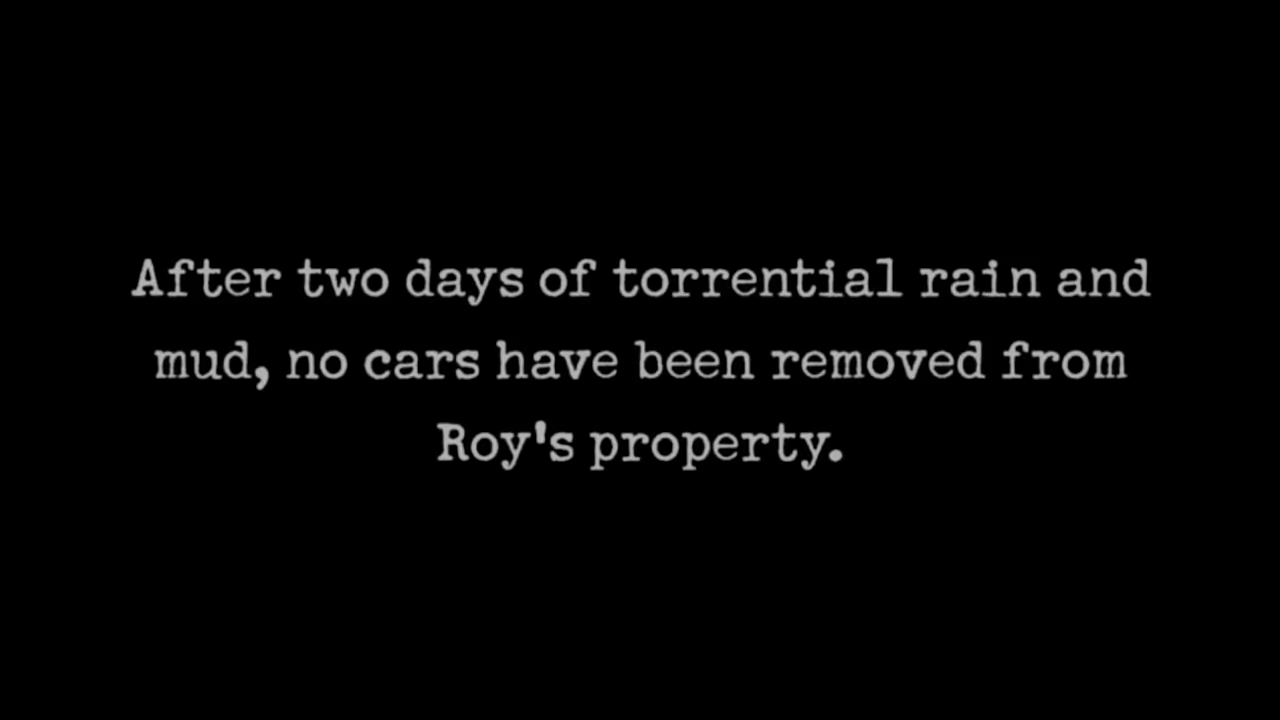 After two days of torrential rain and
mud, no cars have been removed from
Roy's property.